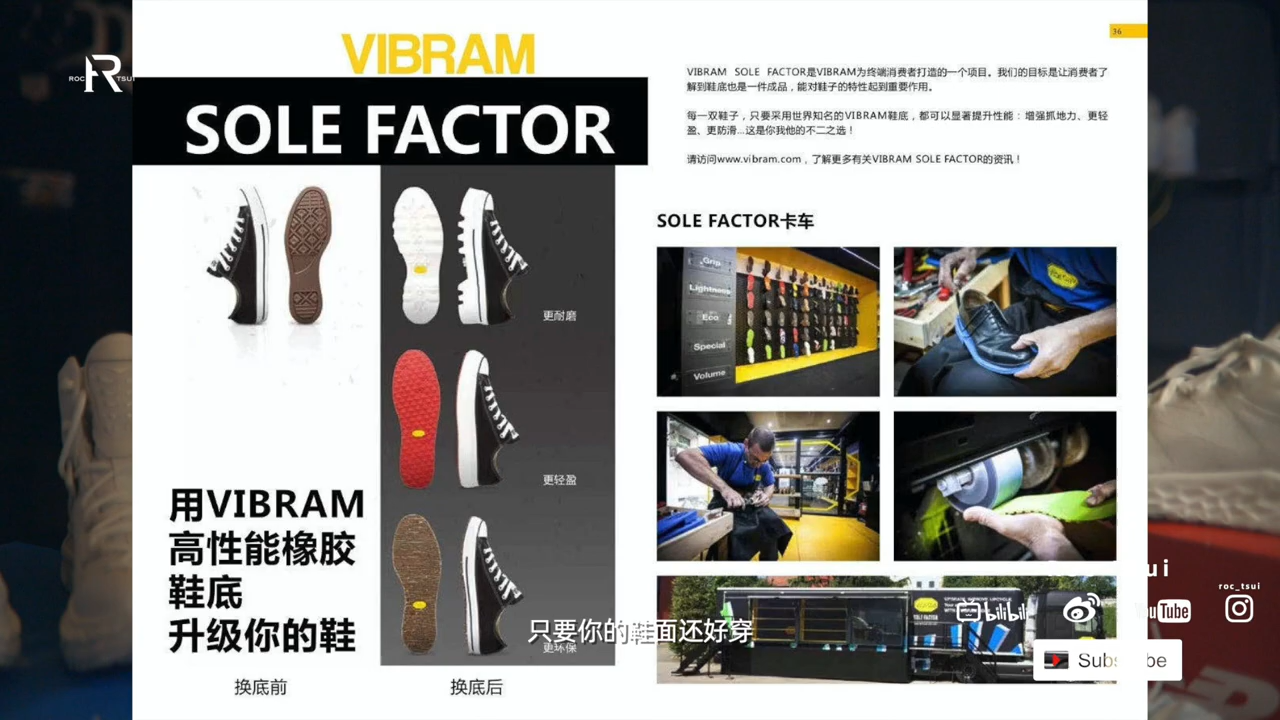 VIBRAM
SOLE FACTOR
36
VIBRAM SOLE FACTOR是VIBRAM为终端消费者打造的一个项目。我们的目标是让消费者了
解到鞋底也是一件成品，能对鞋子的特性起到重要作用。
每一双鞋子，只要采用世界知名的VIBRAM鞋底，都可以显著提升性能：增强抓地力、更轻
盈、更防滑...这是你我他的不二之选！
请访问www.vibram.com，了解更多有关VIBRAM SOLE FACTOR的资讯！
SOLE FACTOR卡车
Grip
Lightness
Eco
Special
Volume
更耐磨
更轻盈
更环保
用VIBRAM
高性能橡胶
鞋底
升级你的鞋
换底前
换底后
只要你的鞋面还好穿
ROC
R
TSUI
roc_tsui
bilibili
YouTube
Subscribe